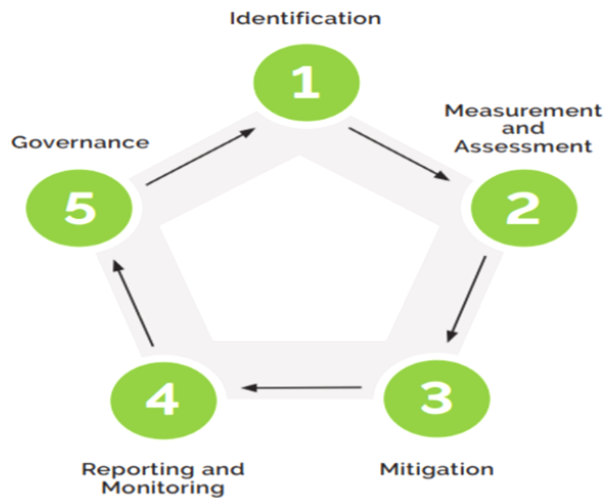 Identification
1
Measurement
and
Assessment
2
3
Mitigation
4
Reporting and
Monitoring
5
Governance